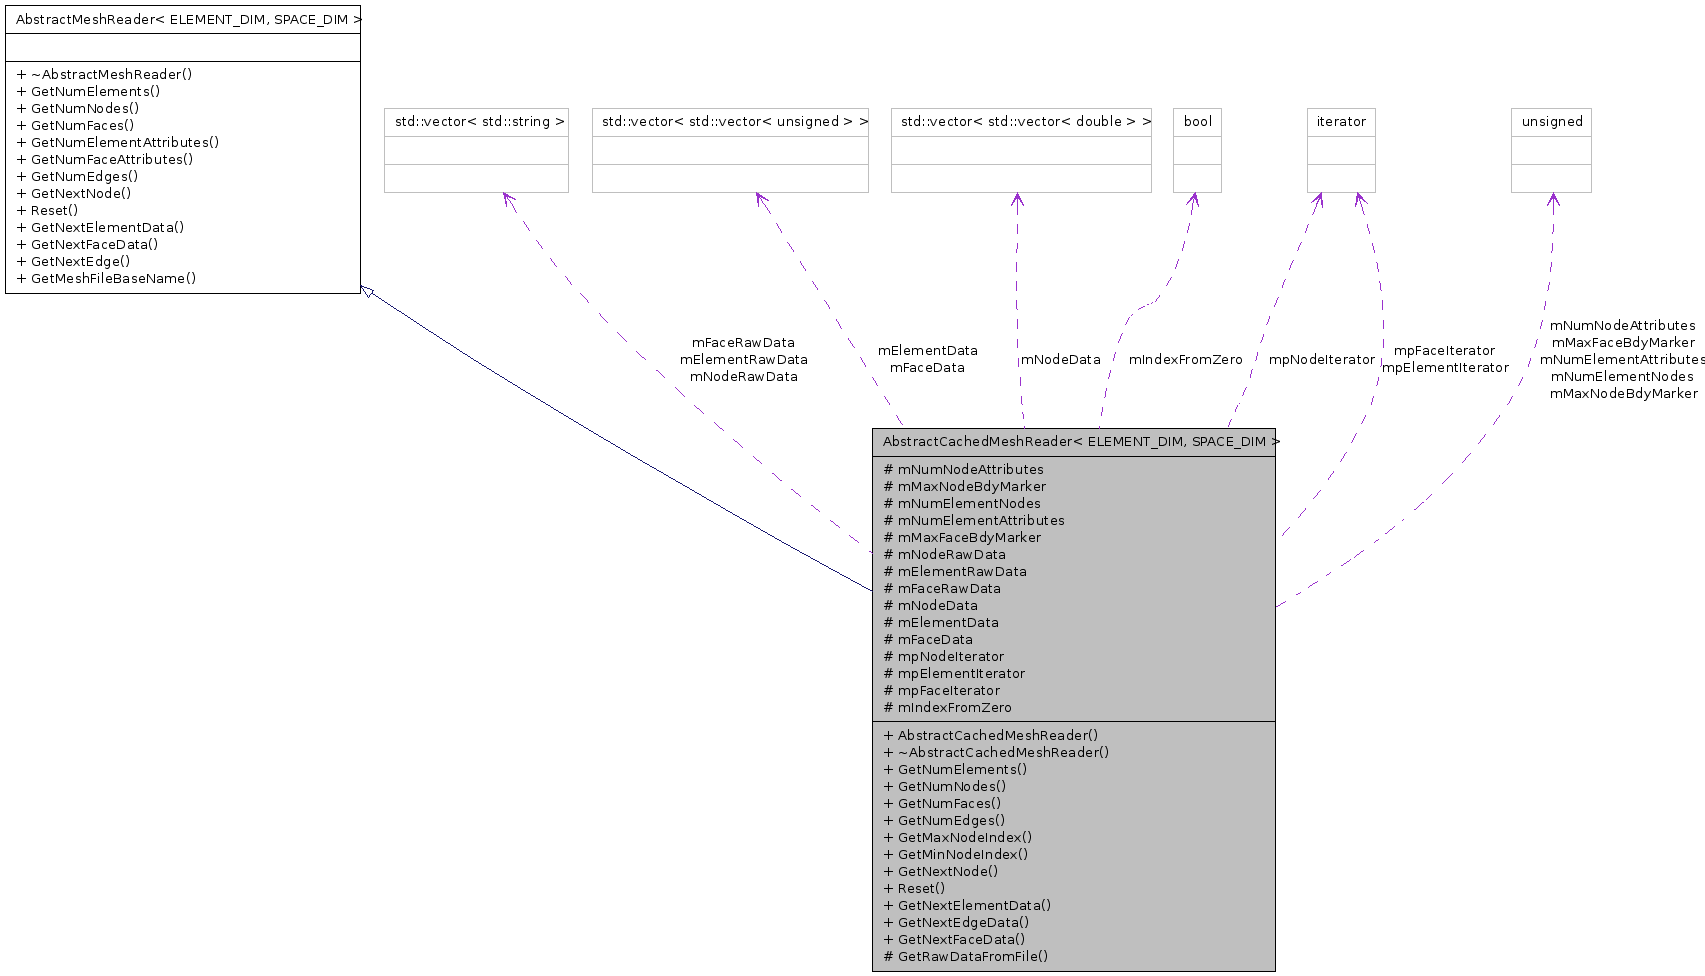 AbstractMeshReader< ELEMENT_DIM, SPACE_DIM >
+ ~AbstractMeshReader()
+ GetNumElements()
+ GetNumNodes()
+ GetNumFaces()
+ GetNumElementAttributes()
+ GetNumFaceAttributes()
+ GetNumEdges()
+ GetNextNode()
+ Reset()
+ GetNextElementData()
+ GetNextFaceData()
+ GetNextEdge()
+ GetMeshFileBaseName()
std::vector< std::string >
std::vector< std::vector< unsigned > >
std::vector< std::vector< double > >
bool
iterator
unsigned
mFaceRawData
mElementRawData
mNodeRawData
mElementData
mFaceData
mNodeData
mIndexFromZero
mpNodeIterator
mpFaceIterator
mpElementIterator
mNumNodeAttributes
mMaxFaceBdyMarker
mNumElementAttributes
mNumElementNodes
mMaxNodeBdyMarker
AbstractCachedMeshReader< ELEMENT_DIM, SPACE_DIM >
# mNumNodeAttributes
# mMaxNodeBdyMarker
# mNumElementNodes
# mNumElementAttributes
# mMaxFaceBdyMarker
# mNodeRawData
# mElementRawData
# mFaceRawData
# mNodeData
# mElementData
# mFaceData
# mpNodeIterator
# mpElementIterator
# mpFaceIterator
# mIndexFromZero
+ AbstractCachedMeshReader()
+ ~AbstractCachedMeshReader()
+ GetNumElements()
+ GetNumNodes()
+ GetNumFaces()
+ GetNumEdges()
+ GetMaxNodeIndex()
+ GetMinNodeIndex()
+ GetNextNode()
+ Reset()
+ GetNextElementData()
+ GetNextEdgeData()
+ GetNextFaceData()
# GetRawDataFromFile()